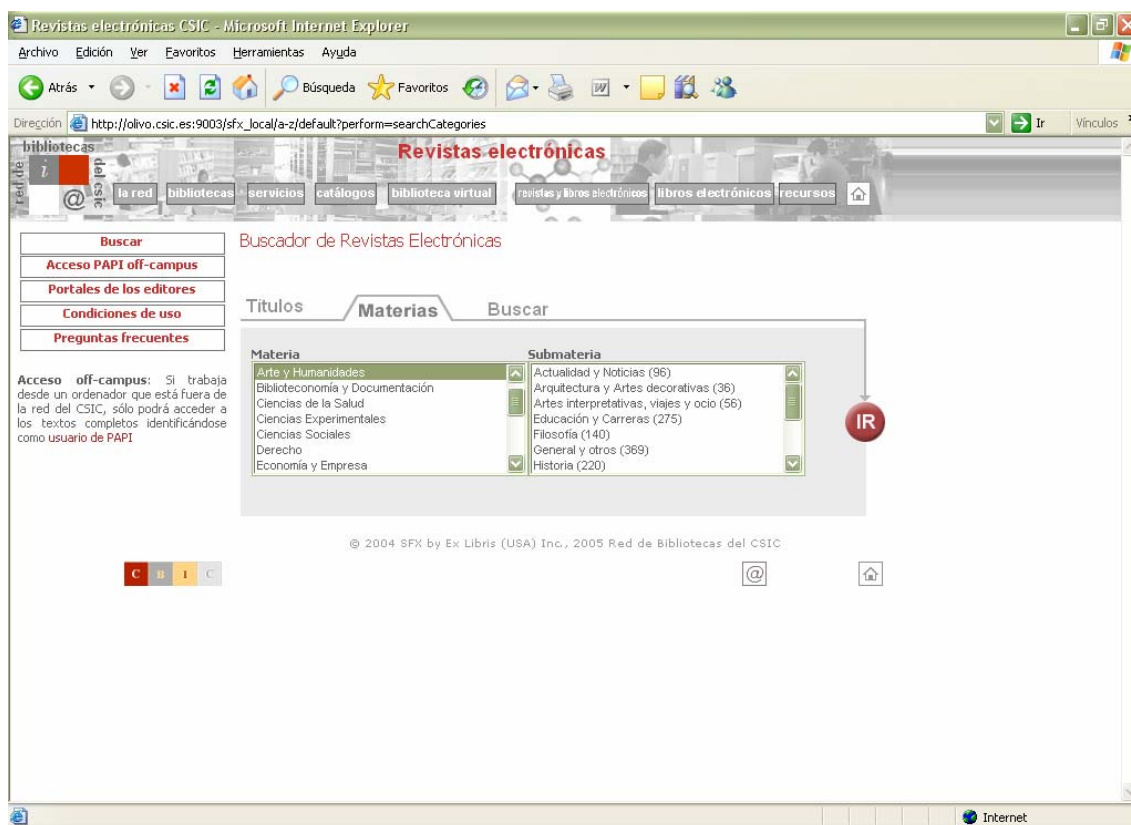 Revistas electrónicas CSIC - Microsoft Internet Explorer
Archivo Edición Ver Favoritos Herramientas Ayuda
Atrás Búsqueda Favoritos
Dirección http://olivo.csic.es:9003/sfx_local/a-z/default?perform=searchCategories Ir Vínculos
bibliotecas
red de
i
@
del csic
Revistas electrónicas
la red bibliotecas servicios catálogos biblioteca virtual revistas y libros electrónicos libros electrónicos recursos
Buscar
Acceso PAPI off-campus
Portales de los editores
Condiciones de uso
Preguntas frecuentes
Acceso off-campus: Si trabaja
desde un ordenador que está fuera de
la red del CSIC, sólo podrá acceder a
los textos completos identificándose
como usuario de PAPI
Buscador de Revistas Electrónicas
Títulos Materias Buscar
Materia
Arte y Humanidades
Biblioteconomía y Documentación
Ciencias de la Salud
Ciencias Experimentales
Ciencias Sociales
Derecho
Economía y Empresa
Submateria
Actualidad y Noticias (96)
Arquitectura y Artes decorativas (36)
Artes interpretativas, viajes y ocio (56)
Educación y Carreras (275)
Filosofía (140)
General y otros (369)
Historia (220)
IR
© 2004 SFX by Ex Libris (USA) Inc., 2005 Red de Bibliotecas del CSIC
C B I C
@
Internet